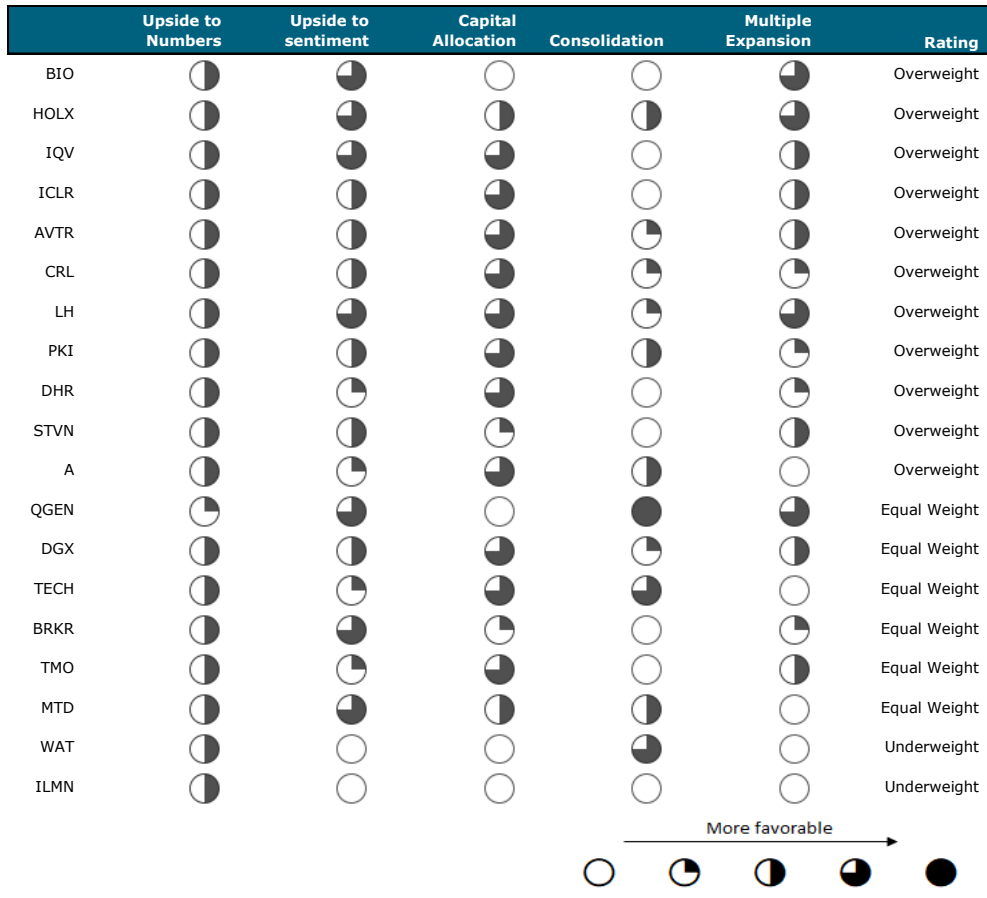 Upside to Numbers Upside to sentiment Capital Allocation Consolidation Multiple Expansion Rating
BIO Overweight
HOLX Overweight
IQV Overweight
ICLR Overweight
AVTR Overweight
CRL Overweight
LH Overweight
PKI Overweight
DHR Overweight
STVN Overweight
A Overweight
QGEN Equal Weight
DGX Equal Weight
TECH Equal Weight
BRKR Equal Weight
TMO Equal Weight
MTD Equal Weight
WAT Underweight
ILMN Underweight
More favorable